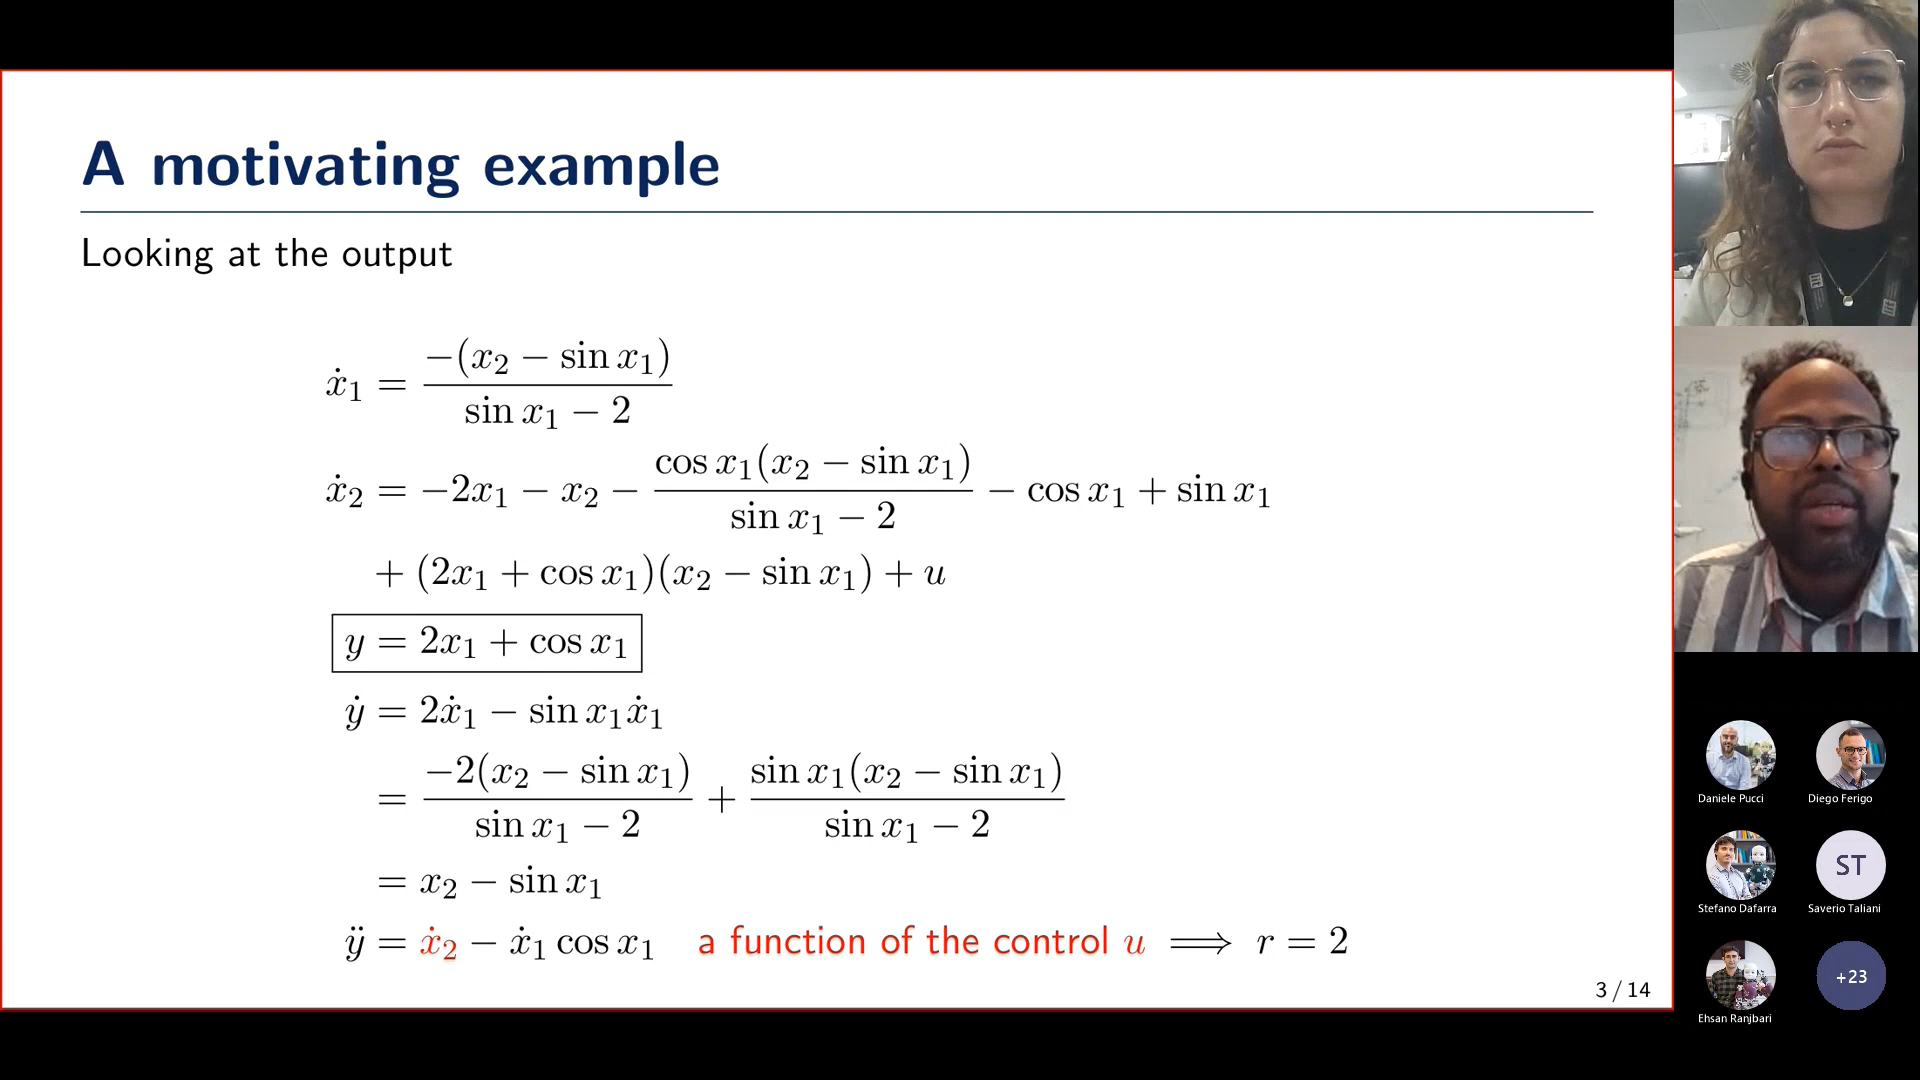 A motivating example
Looking at the output
ẋ₁ = −(x₂ − sin x₁) / (sin x₁ − 2)
ẋ₂ = −2x₁ − x₂ − cos x₁(x₂ − sin x₁) / (sin x₁ − 2) − cos x₁ + sin x₁
+ (2x₁ + cos x₁)(x₂ − sin x₁) + u
y = 2x₁ + cos x₁
ẏ = 2ẋ₁ − sin x₁ẋ₁
= −2(x₂ − sin x₁) / (sin x₁ − 2) + sin x₁(x₂ − sin x₁) / (sin x₁ − 2)
= x₂ − sin x₁
ÿ = ẋ₂ − ẋ₁ cos x₁ a function of the control u ⟹ r = 2
3 / 14
Daniele Pucci
Diego Ferigo
Stefano Dafarra
ST
Saverio Taliani
Ehsan Ranjbari
+23